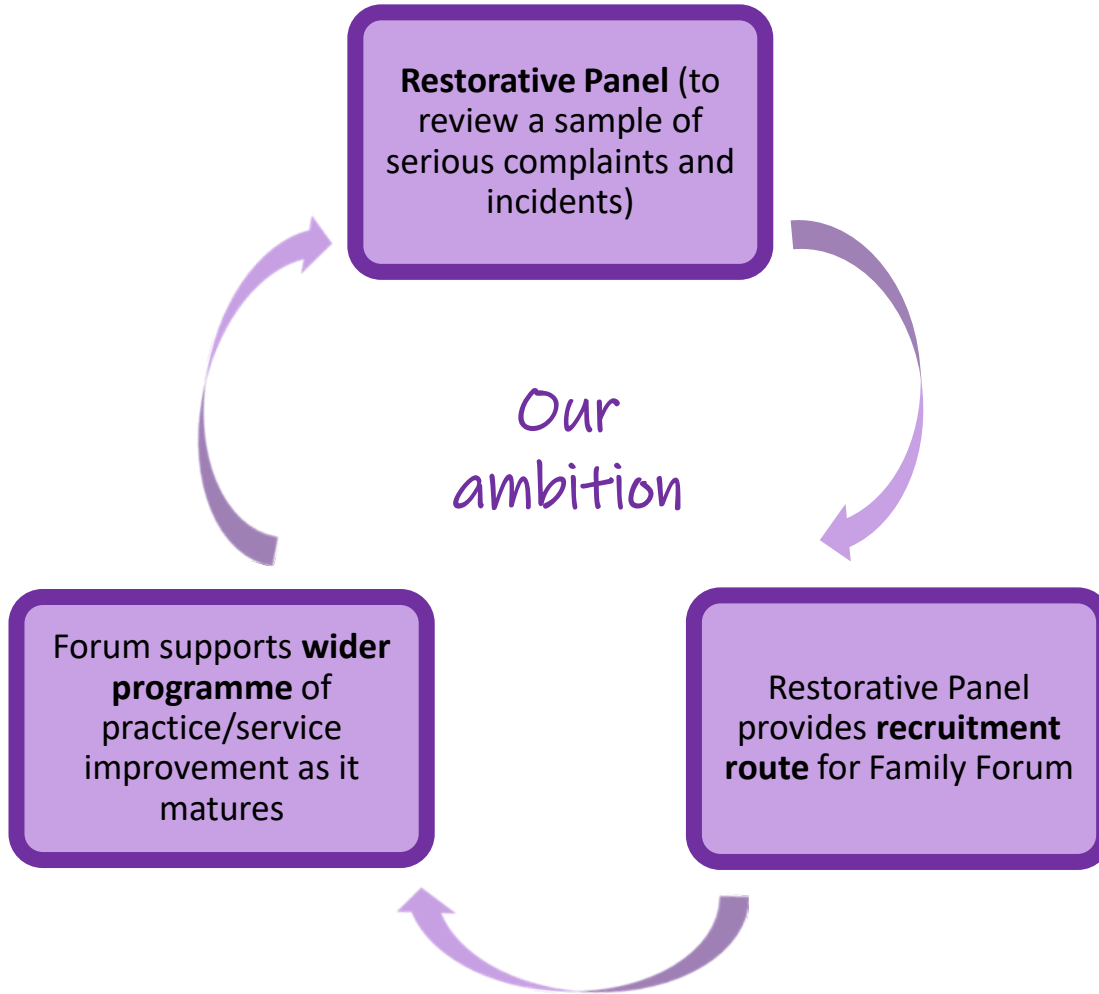 Restorative Panel (to
review a sample of
serious complaints and
incidents)
Our
ambition
Forum supports wider
programme of
practice/service
improvement as it
matures
Restorative Panel
provides recruitment
route for Family Forum